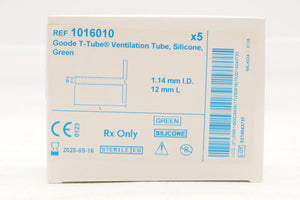 REF 1016010 x5
Goode T-Tube® Ventilation Tube, Silicone,
Green
1.14 mm I.D.
12 mm L
L
GREEN
SILICONE
CE
0123
Rx Only
2025-09-16
STERILE EO